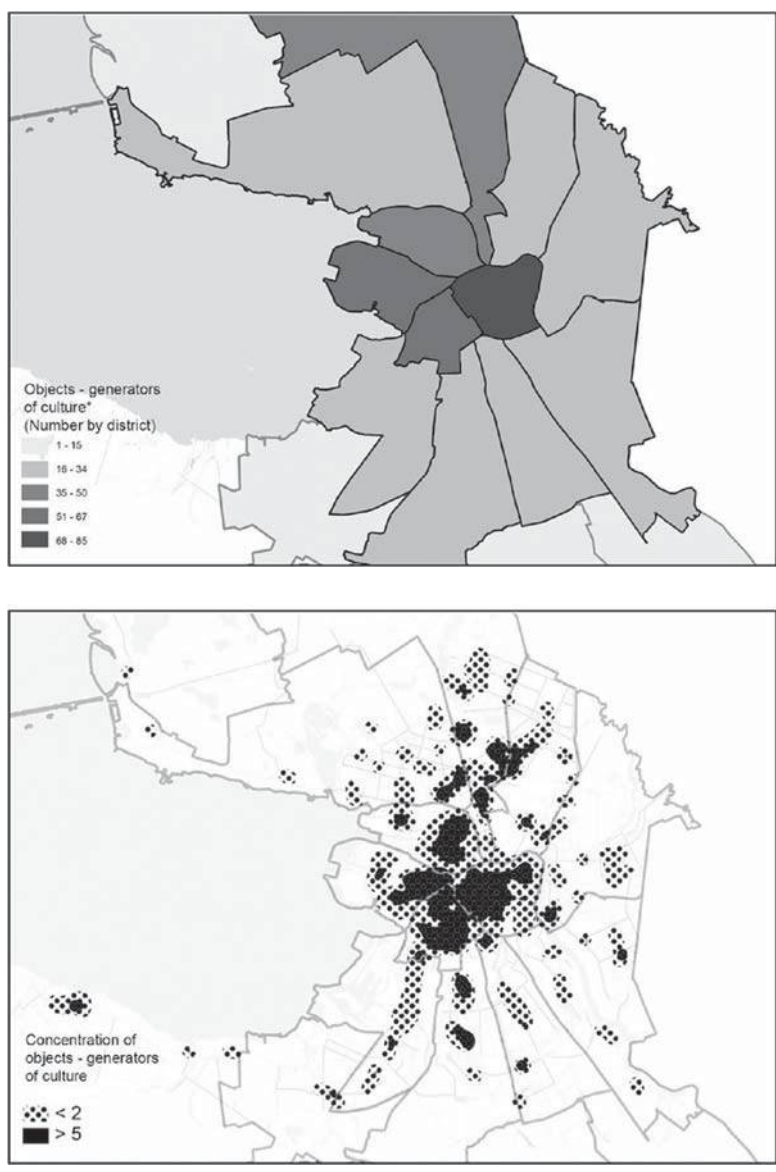 Objects - generators
of culture*
(Number by district)
1 - 15
16 - 34
35 - 50
51 - 67
68 - 85
Concentration of
objects - generators
of culture
< 2
> 5